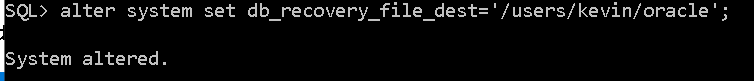 SQL> alter system set db_recovery_file_dest='/users/kevin/oracle';
System altered.